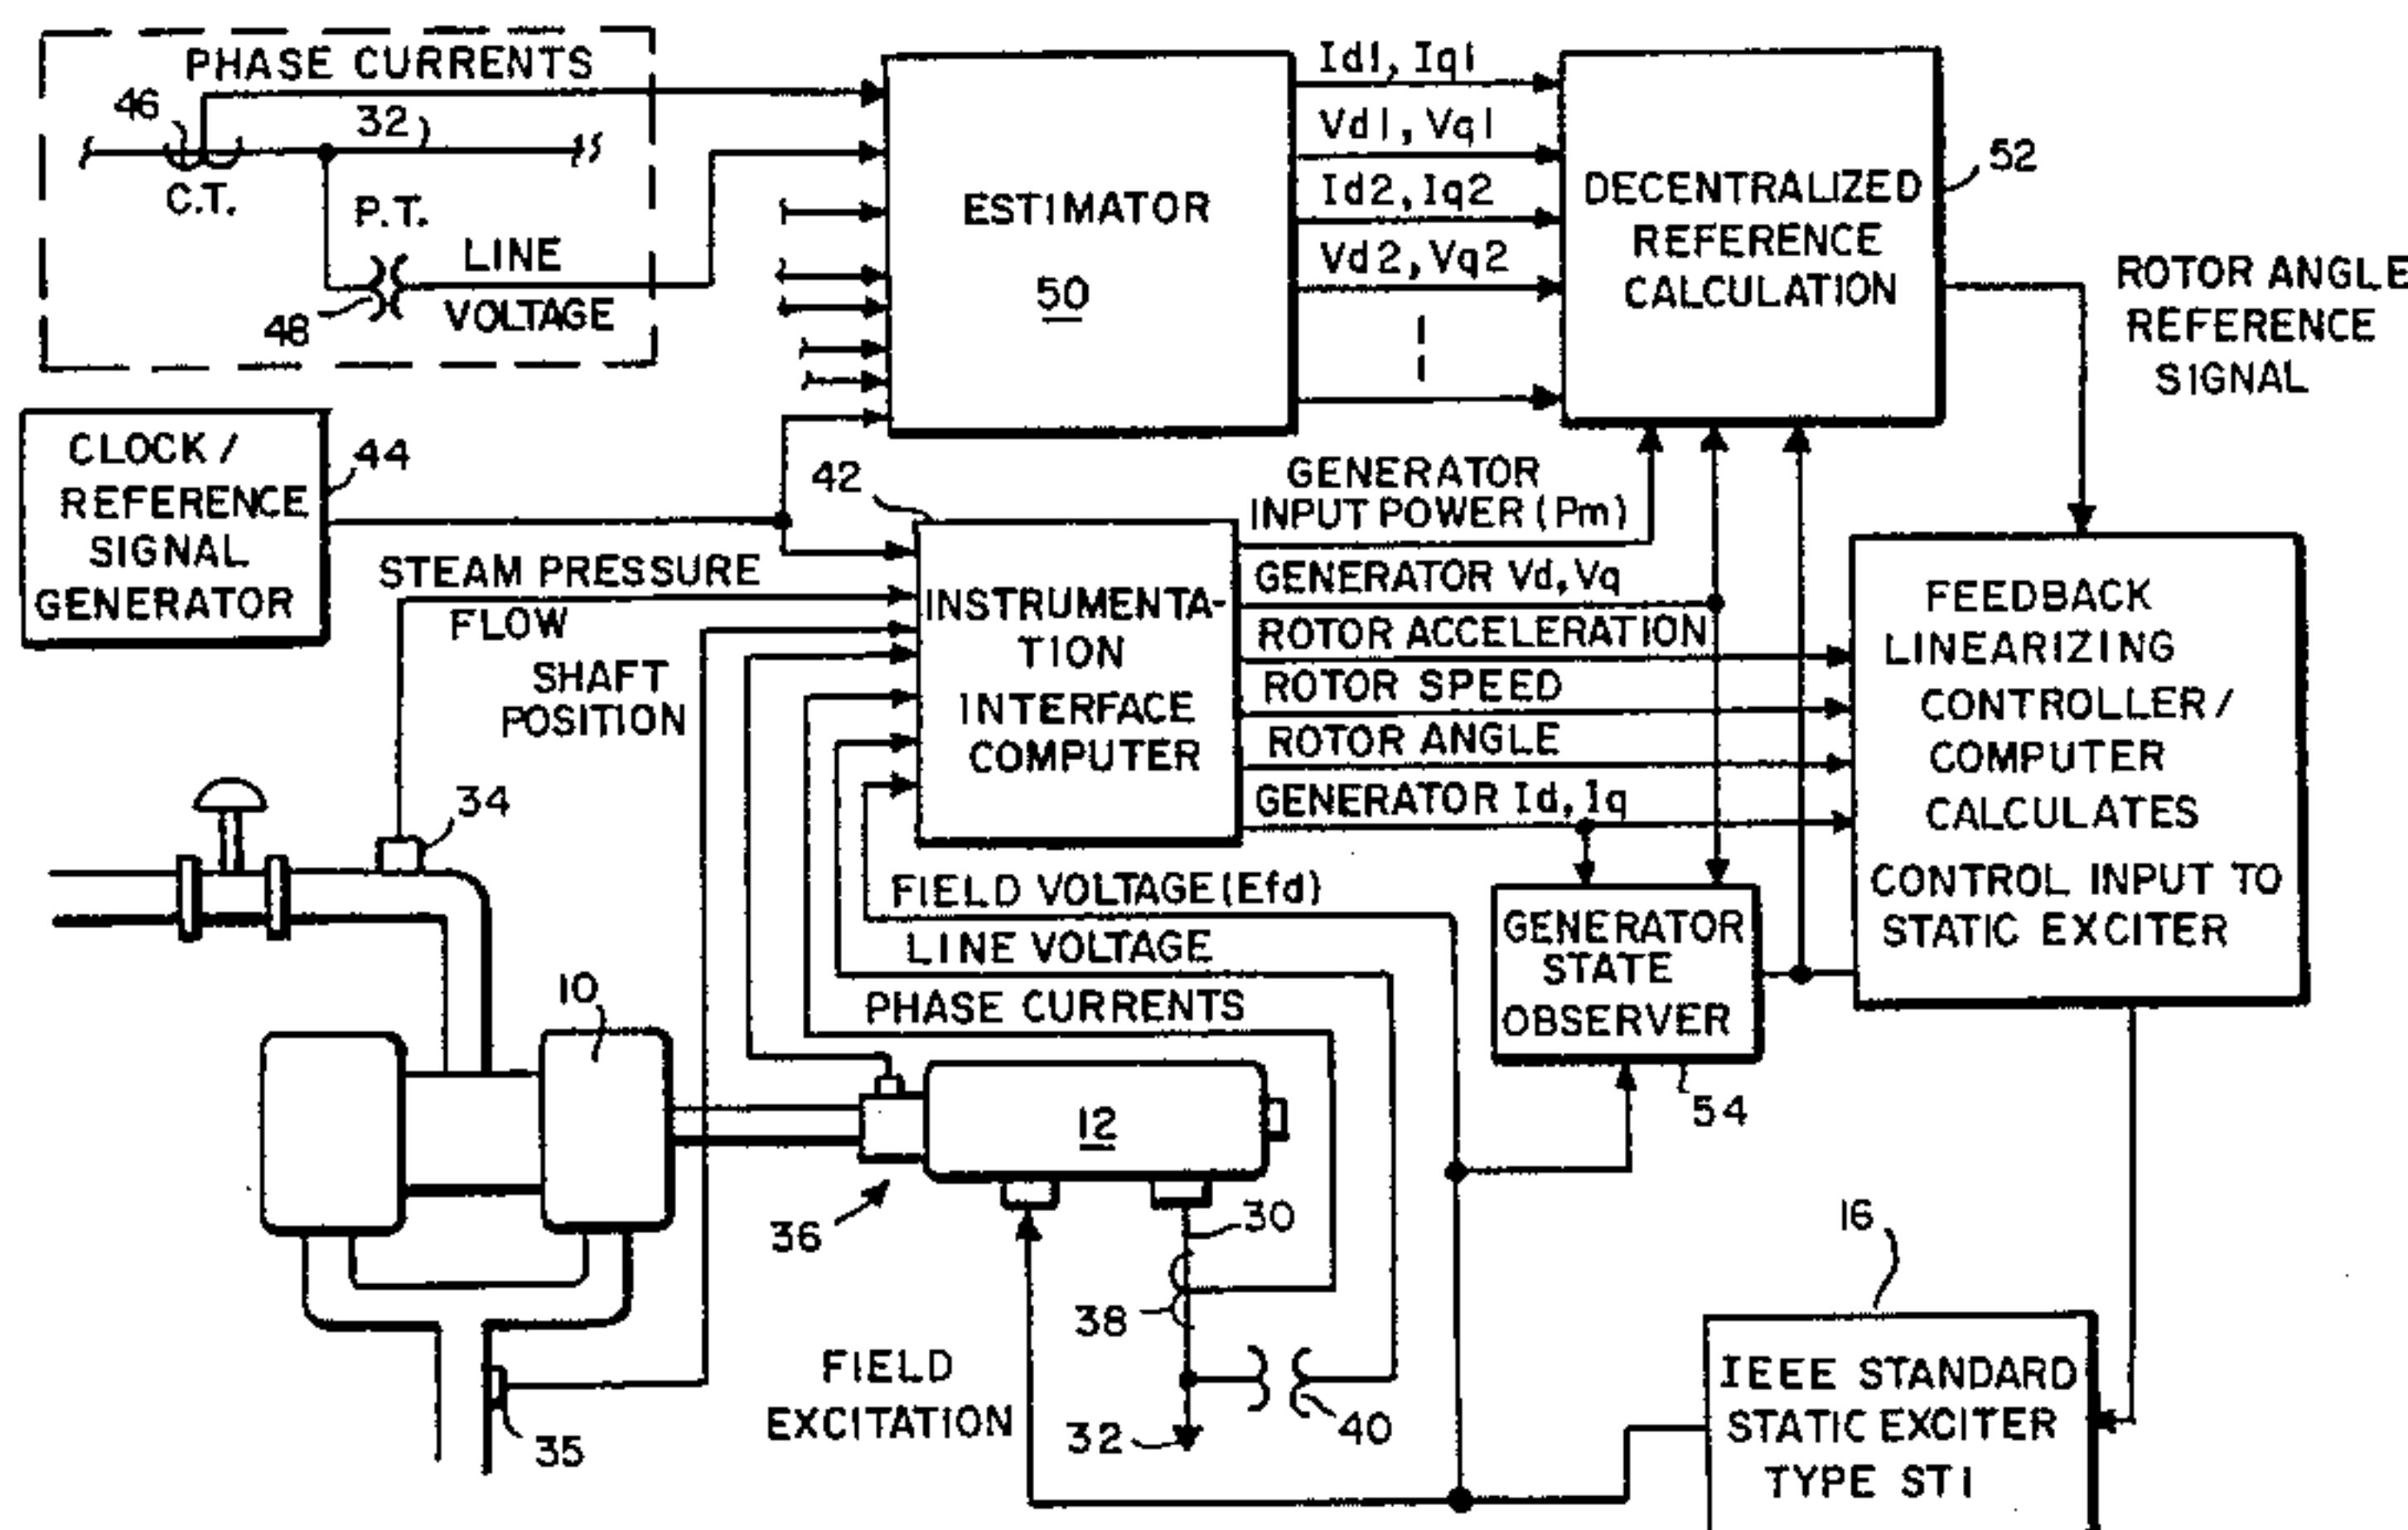 PHASE CURRENTS
46
32
C.T.
P.T.
LINE
VOLTAGE
48
ESTIMATOR
50
Id1, Iq1
Vd1, Vq1
Id2, Iq2
Vd2, Vq2
DECENTRALIZED
REFERENCE
CALCULATION
52
ROTOR ANGLE
REFERENCE
SIGNAL
CLOCK /
REFERENCE
SIGNAL
GENERATOR
44
42
STEAM PRESSURE
FLOW
SHAFT
POSITION
INSTRUMENTA-
TION
INTERFACE
COMPUTER
GENERATOR
INPUT POWER (Pm)
GENERATOR Vd, Vq
ROTOR ACCELERATION
ROTOR SPEED
ROTOR ANGLE
GENERATOR Id, Iq
FEEDBACK
LINEARIZING
CONTROLLER/
COMPUTER
CALCULATES
CONTROL INPUT TO
STATIC EXCITER
34
FIELD VOLTAGE (Efd)
LINE VOLTAGE
PHASE CURRENTS
GENERATOR
STATE
OBSERVER
54
10
12
36
30
38
FIELD
EXCITATION
32
40
35
16
IEEE STANDARD
STATIC EXCITER
TYPE ST1